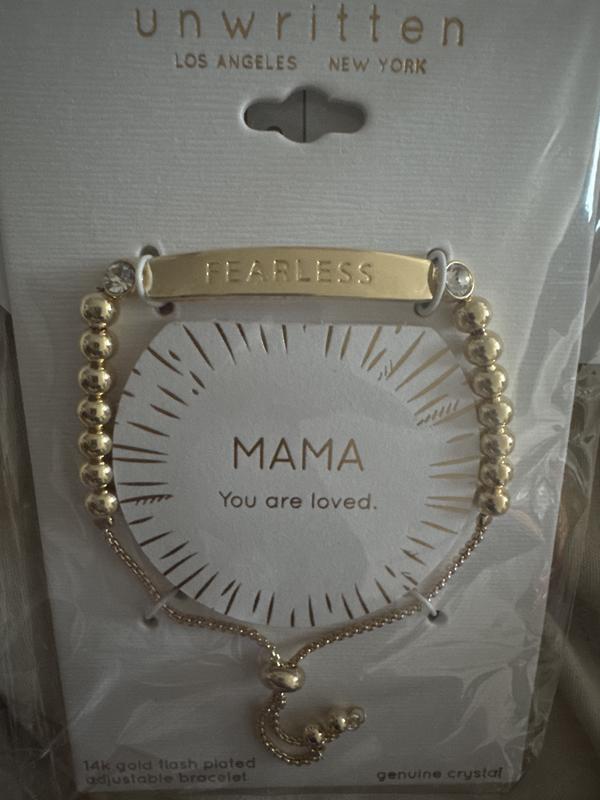 unwritten
LOS ANGELES NEW YORK
FEARLESS
MAMA
You are loved.
14k gold flash plated
adjustable bracelet
genuine crystal